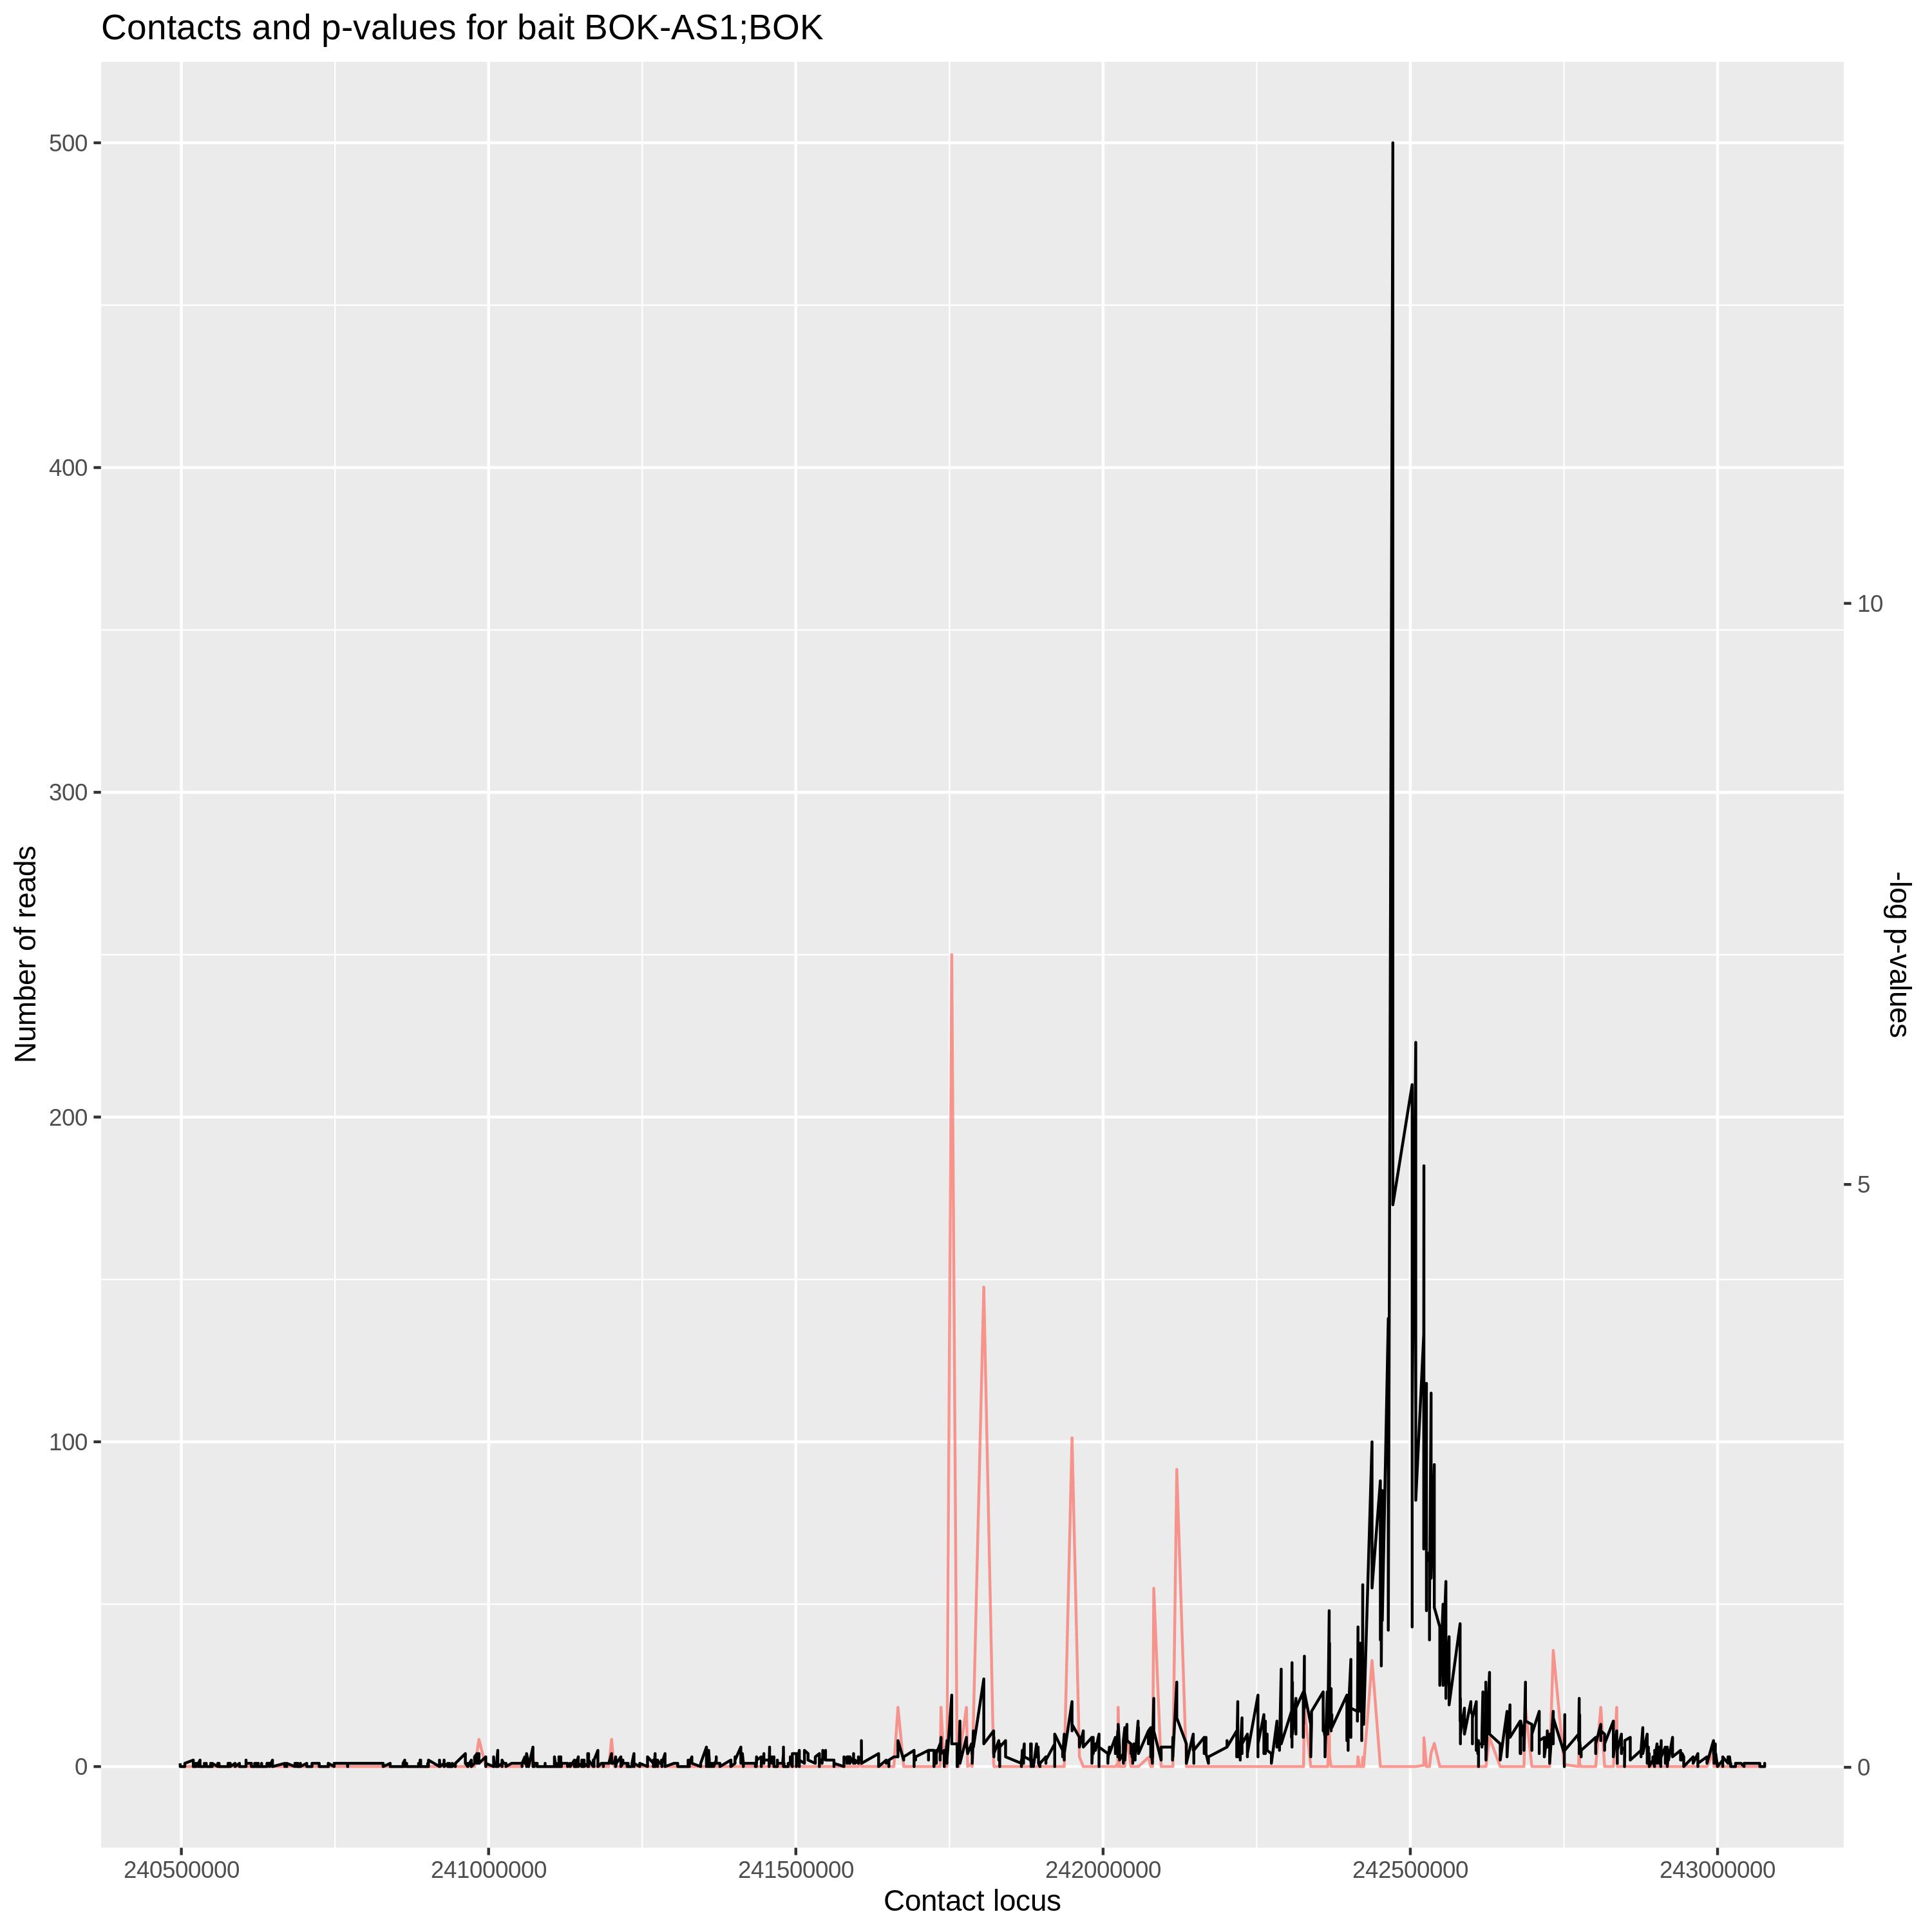 Contacts and p-values for bait BOK-AS1;BOK
500
400
300
200
100
0
Number of reads
10
5
0
-log p-values
240500000 241000000 241500000 242000000 242500000 243000000
Contact locus